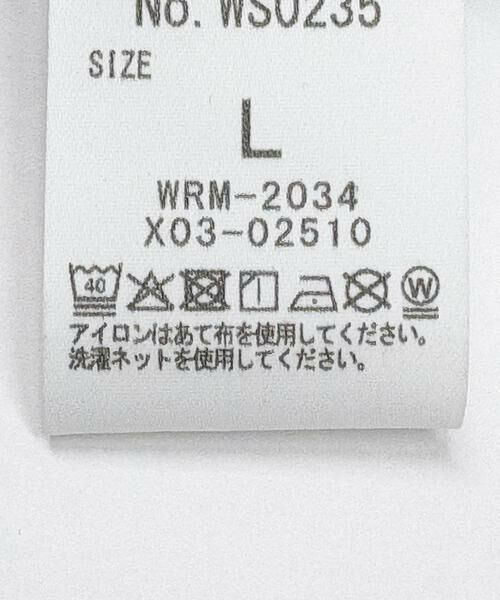 No. WS0235
SIZE
L
WRM-2034
X03-02510
40 W
アイロンはあて布を使用してください。
洗濯ネットを使用してください。